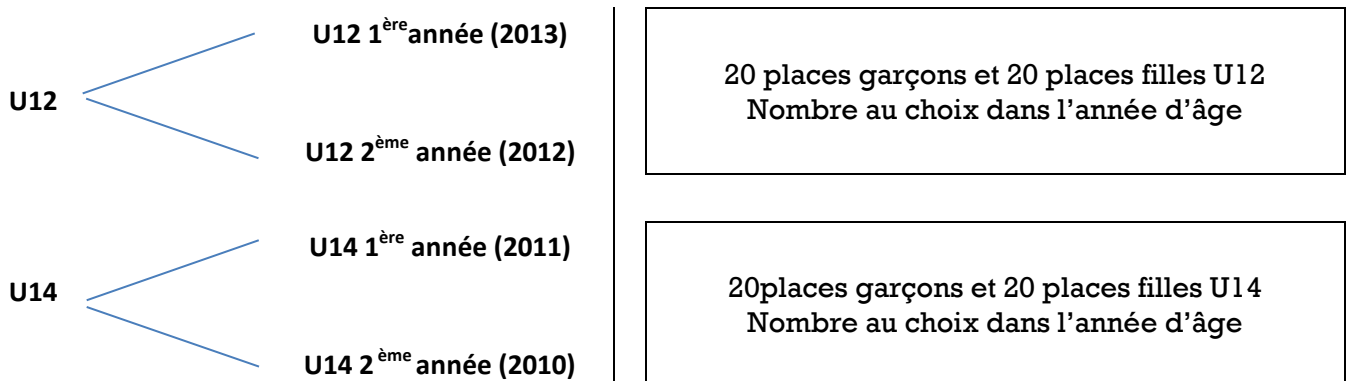 U12
U12 1ère année (2013)
U12 2ème année (2012)
20 places garçons et 20 places filles U12
Nombre au choix dans l’année d’âge
U14
U14 1ère année (2011)
U14 2 ème année (2010)
20places garçons et 20 places filles U14
Nombre au choix dans l’année d’âge